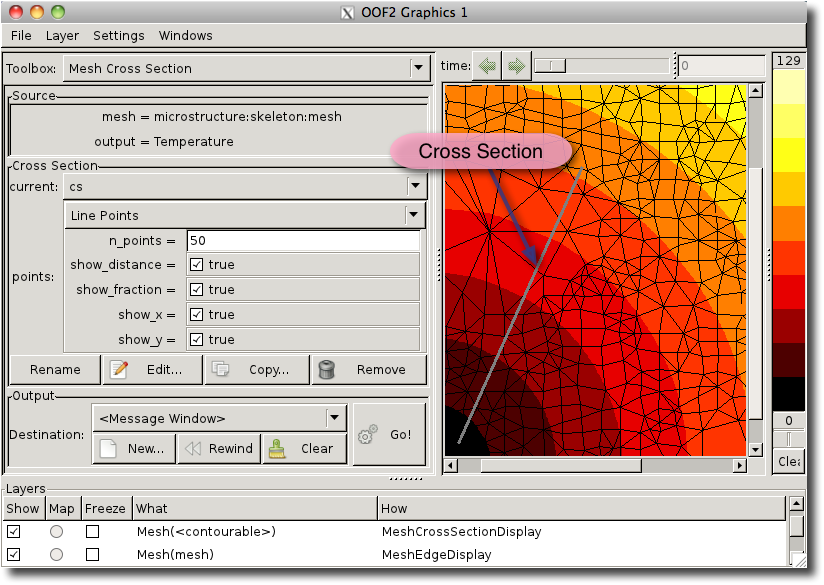 OOF2 Graphics 1
File Layer Settings Windows
Toolbox: Mesh Cross Section
time: 0
129
Source
mesh = microstructure:skeleton:mesh
output = Temperature
Cross Section
Cross Section
current: cs
Line Points
points:
n_points = 50
show_distance = true
show_fraction = true
show_x = true
show_y = true
Rename Edit... Copy... Remove
Output
Destination: <Message Window>
New... Rewind Clear Go!
0
Clea
Layers
Show Map Freeze What How
Mesh(<contourable>) MeshCrossSectionDisplay
Mesh(mesh) MeshEdgeDisplay